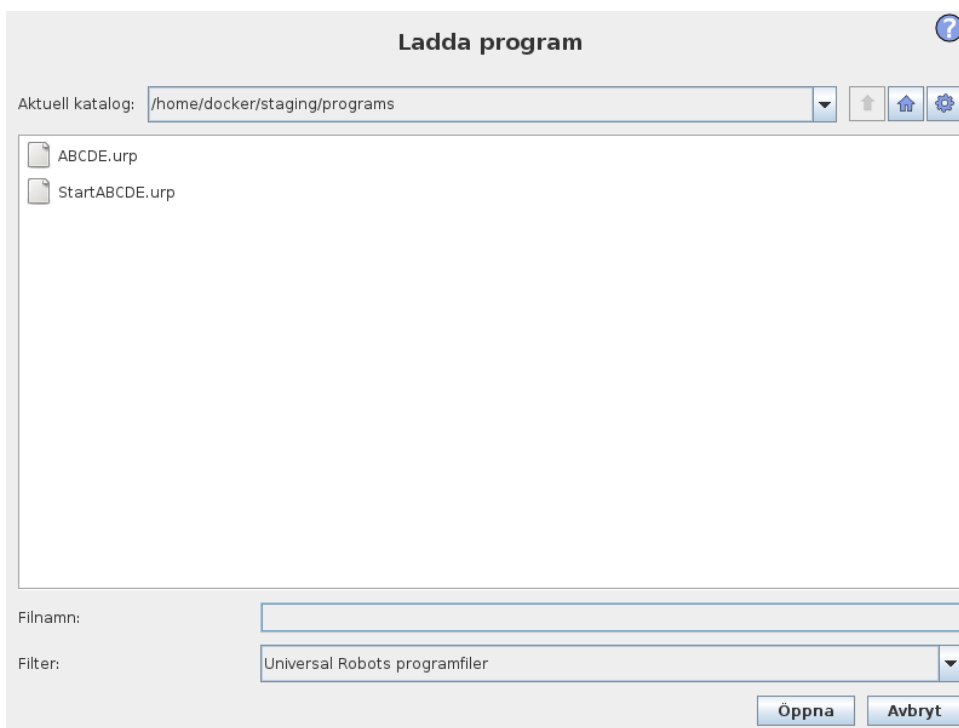 Ladda program
?
Aktuell katalog: /home/docker/staging/programs
ABCDE.urp
StartABCDE.urp
Filnamn:
Filter: Universal Robots programfiler
Öppna Avbryt